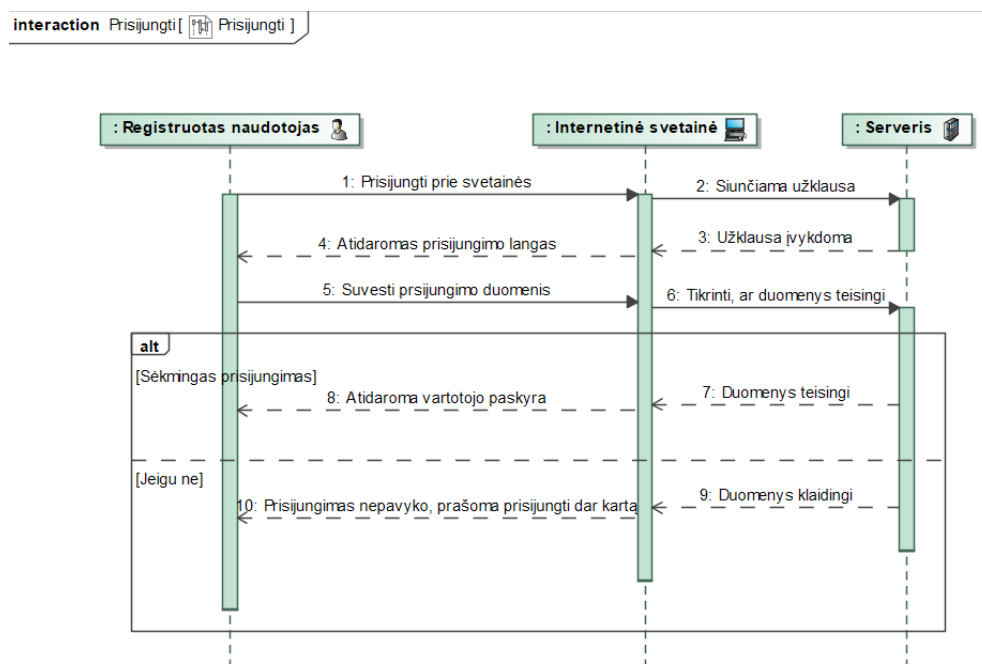 interaction Prisijungti[ Prisijungti ]
: Registruotas naudotojas
: Internetinė svetainė
: Serveris
1: Prisijungti prie svetainės
2: Siunčiama užklausa
3: Užklausa įvykdoma
4: Atidaromas prisijungimo langas
5: Suvesti prsijungimo duomenis
6: Tikrinti, ar duomenys teisingi
alt
[Sėkmingas prisijungimas]
7: Duomenys teisingi
8: Atidaroma vartotojo paskyra
[Jeigu ne]
9: Duomenys klaidingi
10: Prisijungimas nepavyko, prašoma prisijungti dar kartą